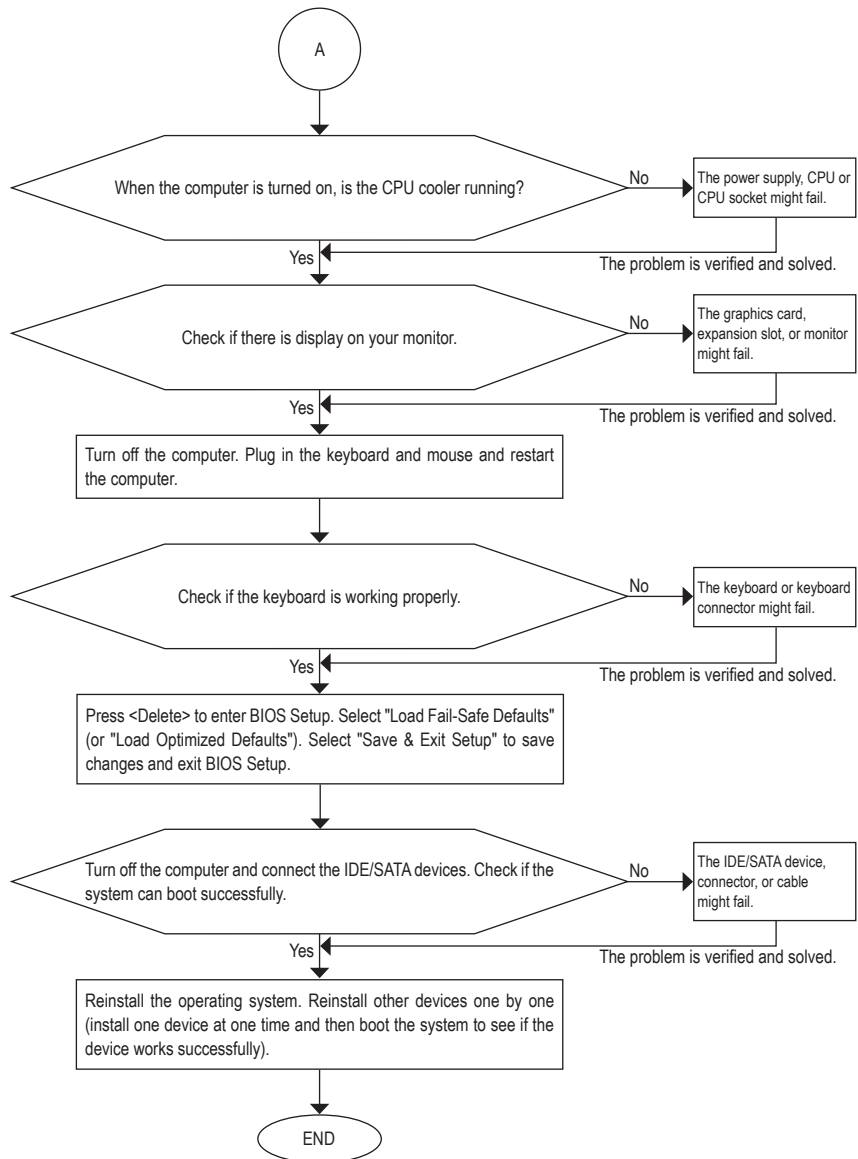 A
When the computer is turned on, is the CPU cooler running?
No
The power supply, CPU or
CPU socket might fail.
Yes
The problem is verified and solved.
Check if there is display on your monitor.
No
The graphics card,
expansion slot, or monitor
might fail.
Yes
The problem is verified and solved.
Turn off the computer. Plug in the keyboard and mouse and restart
the computer.
Check if the keyboard is working properly.
No
The keyboard or keyboard
connector might fail.
Yes
The problem is verified and solved.
Press <Delete> to enter BIOS Setup. Select "Load Fail-Safe Defaults"
(or "Load Optimized Defaults"). Select "Save & Exit Setup" to save
changes and exit BIOS Setup.
Turn off the computer and connect the IDE/SATA devices. Check if the
system can boot successfully.
No
The IDE/SATA device,
connector, or cable
might fail.
Yes
The problem is verified and solved.
Reinstall the operating system. Reinstall other devices one by one
(install one device at one time and then boot the system to see if the
device works successfully).
END